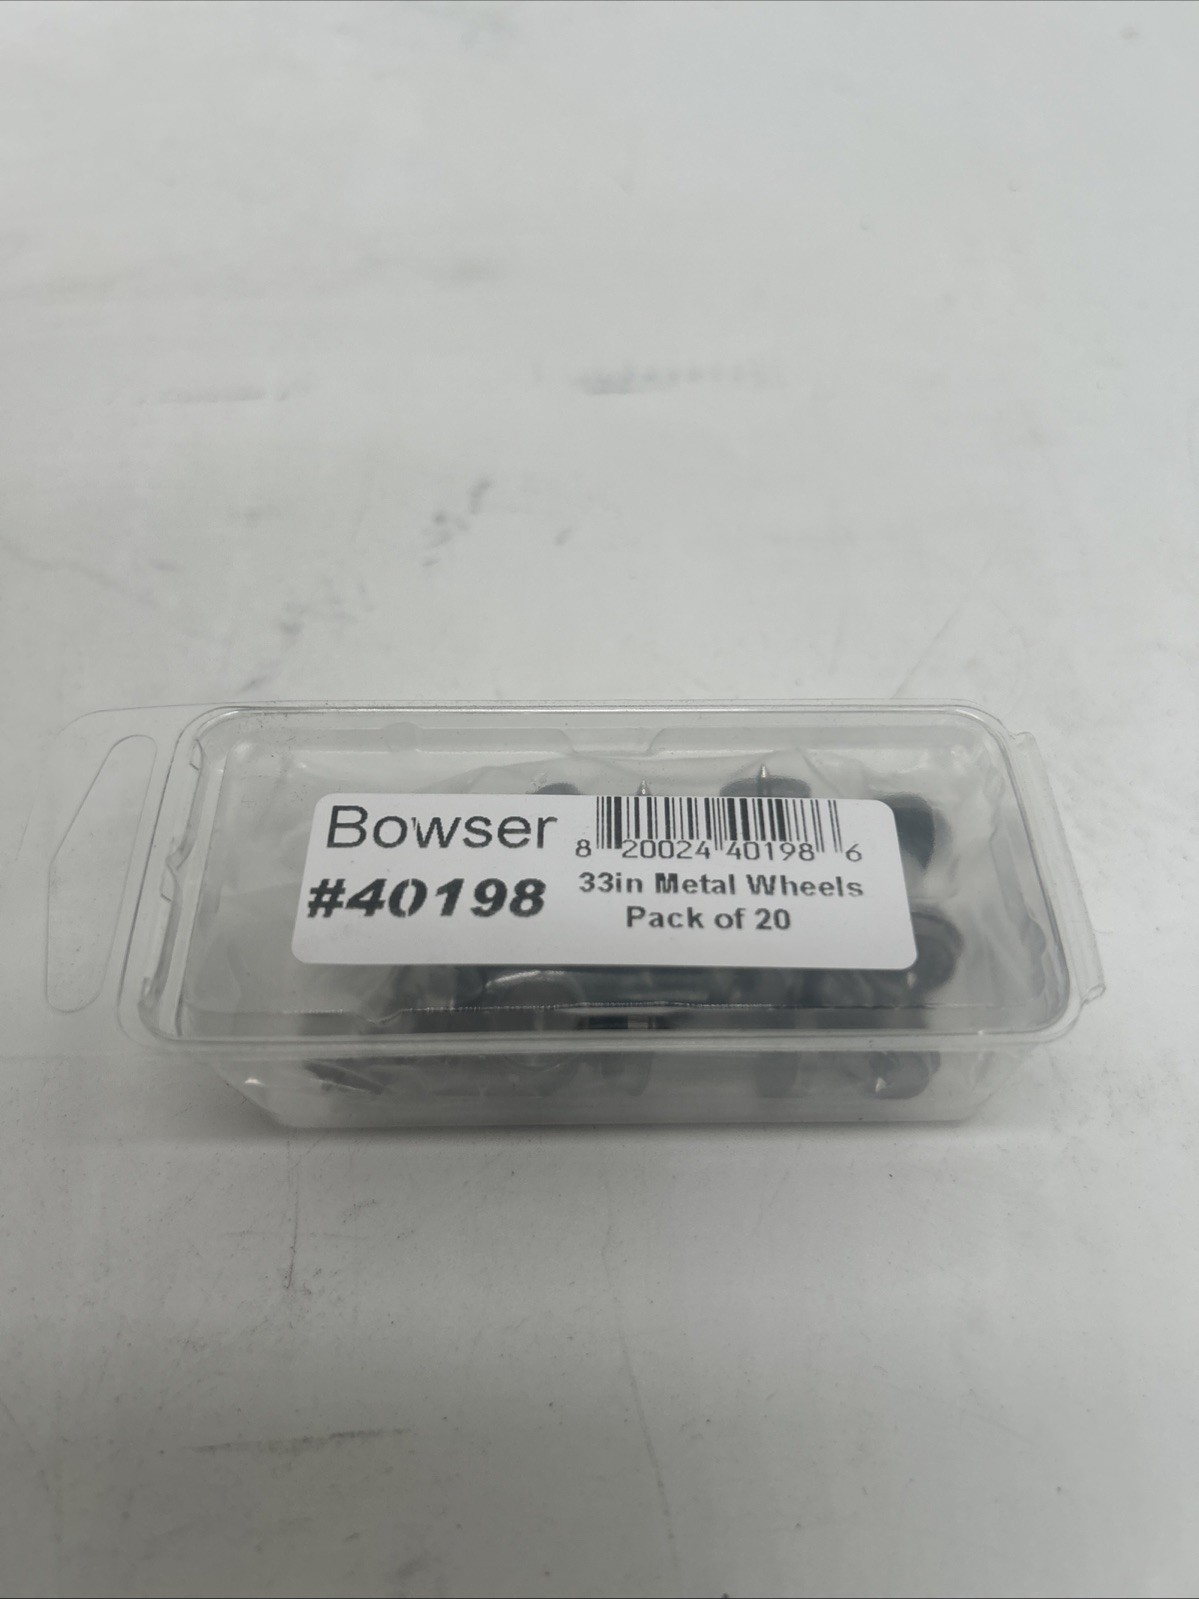 Bowser
#40198
8 20024 40198 6
33in Metal Wheels
Pack of 20